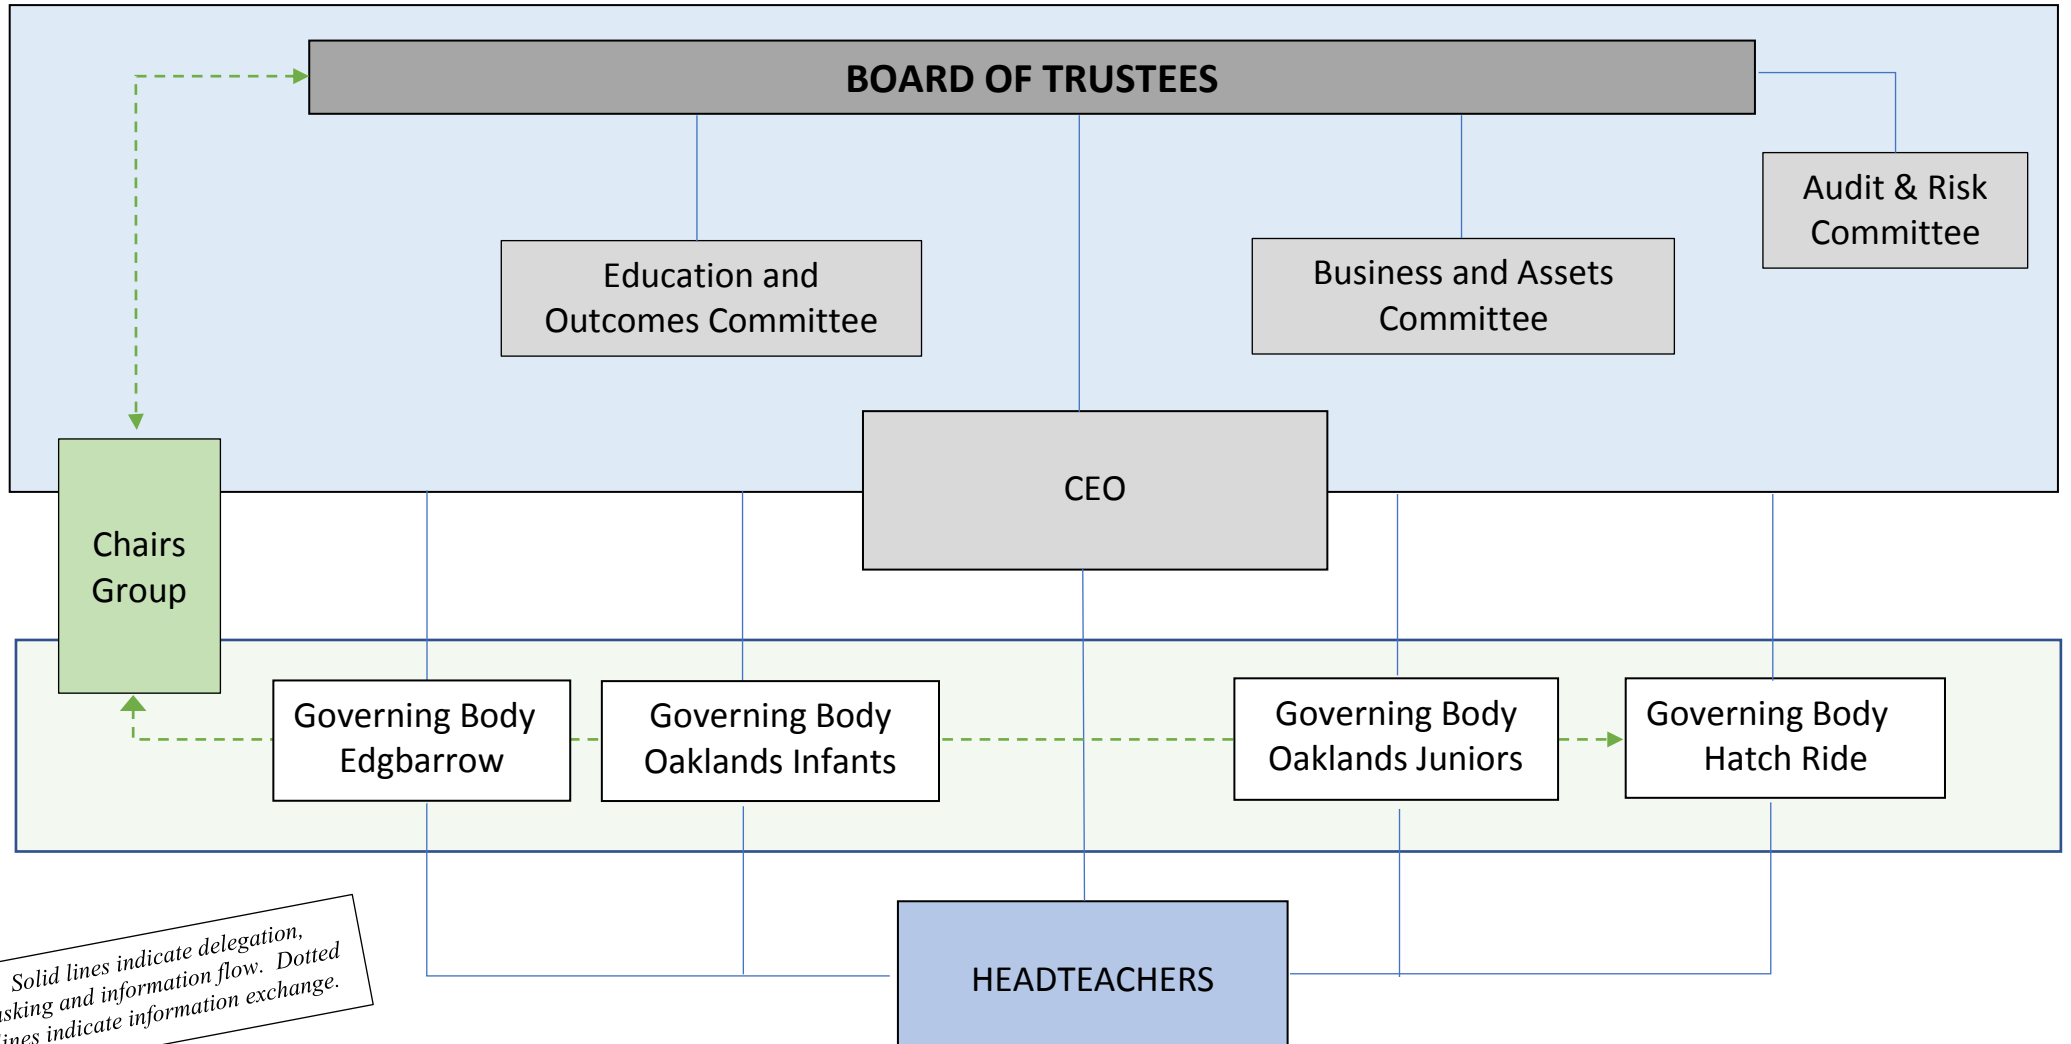 BOARD OF TRUSTEES
Audit & Risk
Committee
Education and
Outcomes Committee
Business and Assets
Committee
CEO
Chairs
Group
Governing Body
Edgbarrow
Governing Body
Oaklands Infants
Governing Body
Oaklands Juniors
Governing Body
Hatch Ride
HEADTEACHERS
Solid lines indicate delegation,
and information flow. Dotted
indicate information exchange.